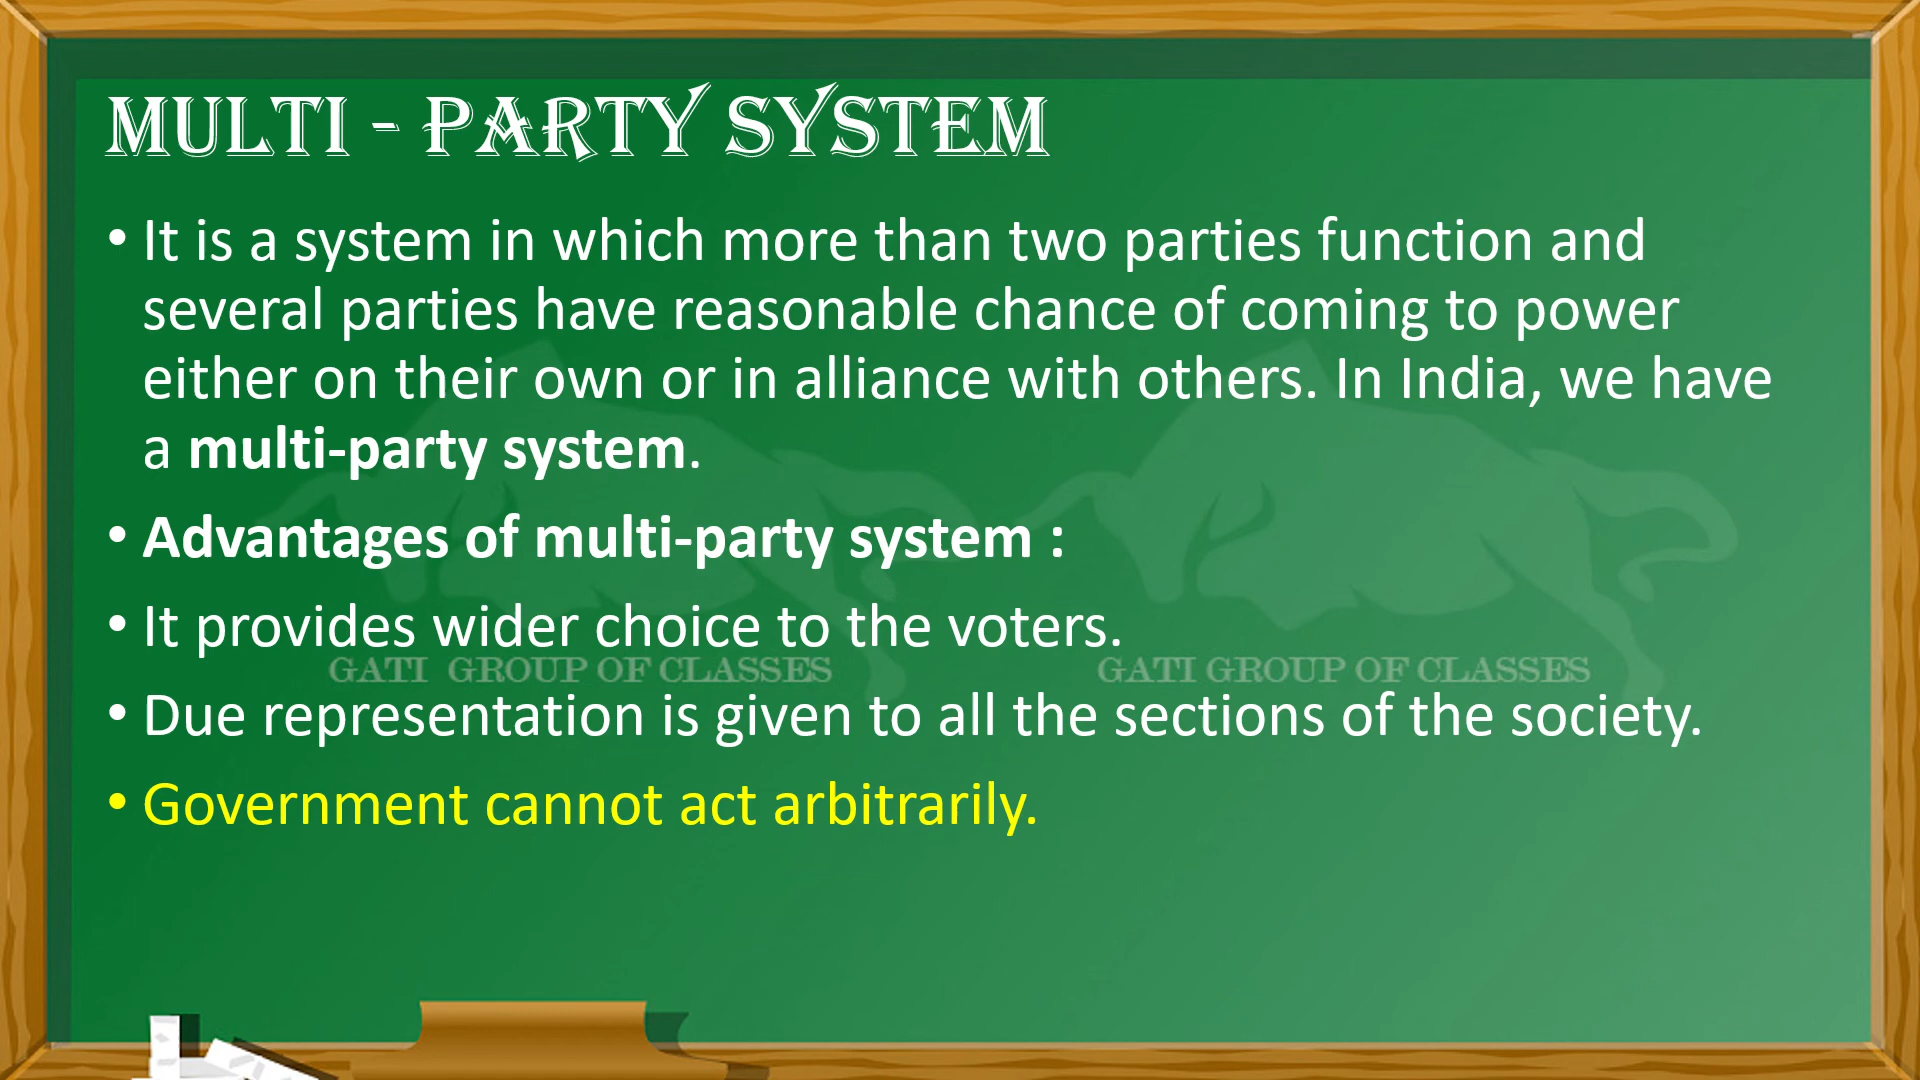 MULTI - PARTY SYSTEM
• It is a system in which more than two parties function and
several parties have reasonable chance of coming to power
either on their own or in alliance with others. In India, we have
a multi-party system.
• Advantages of multi-party system :
• It provides wider choice to the voters.
GATI GROUP OF CLASSES GATI GROUP OF CLASSES
• Due representation is given to all the sections of the society.
• Government cannot act arbitrarily.